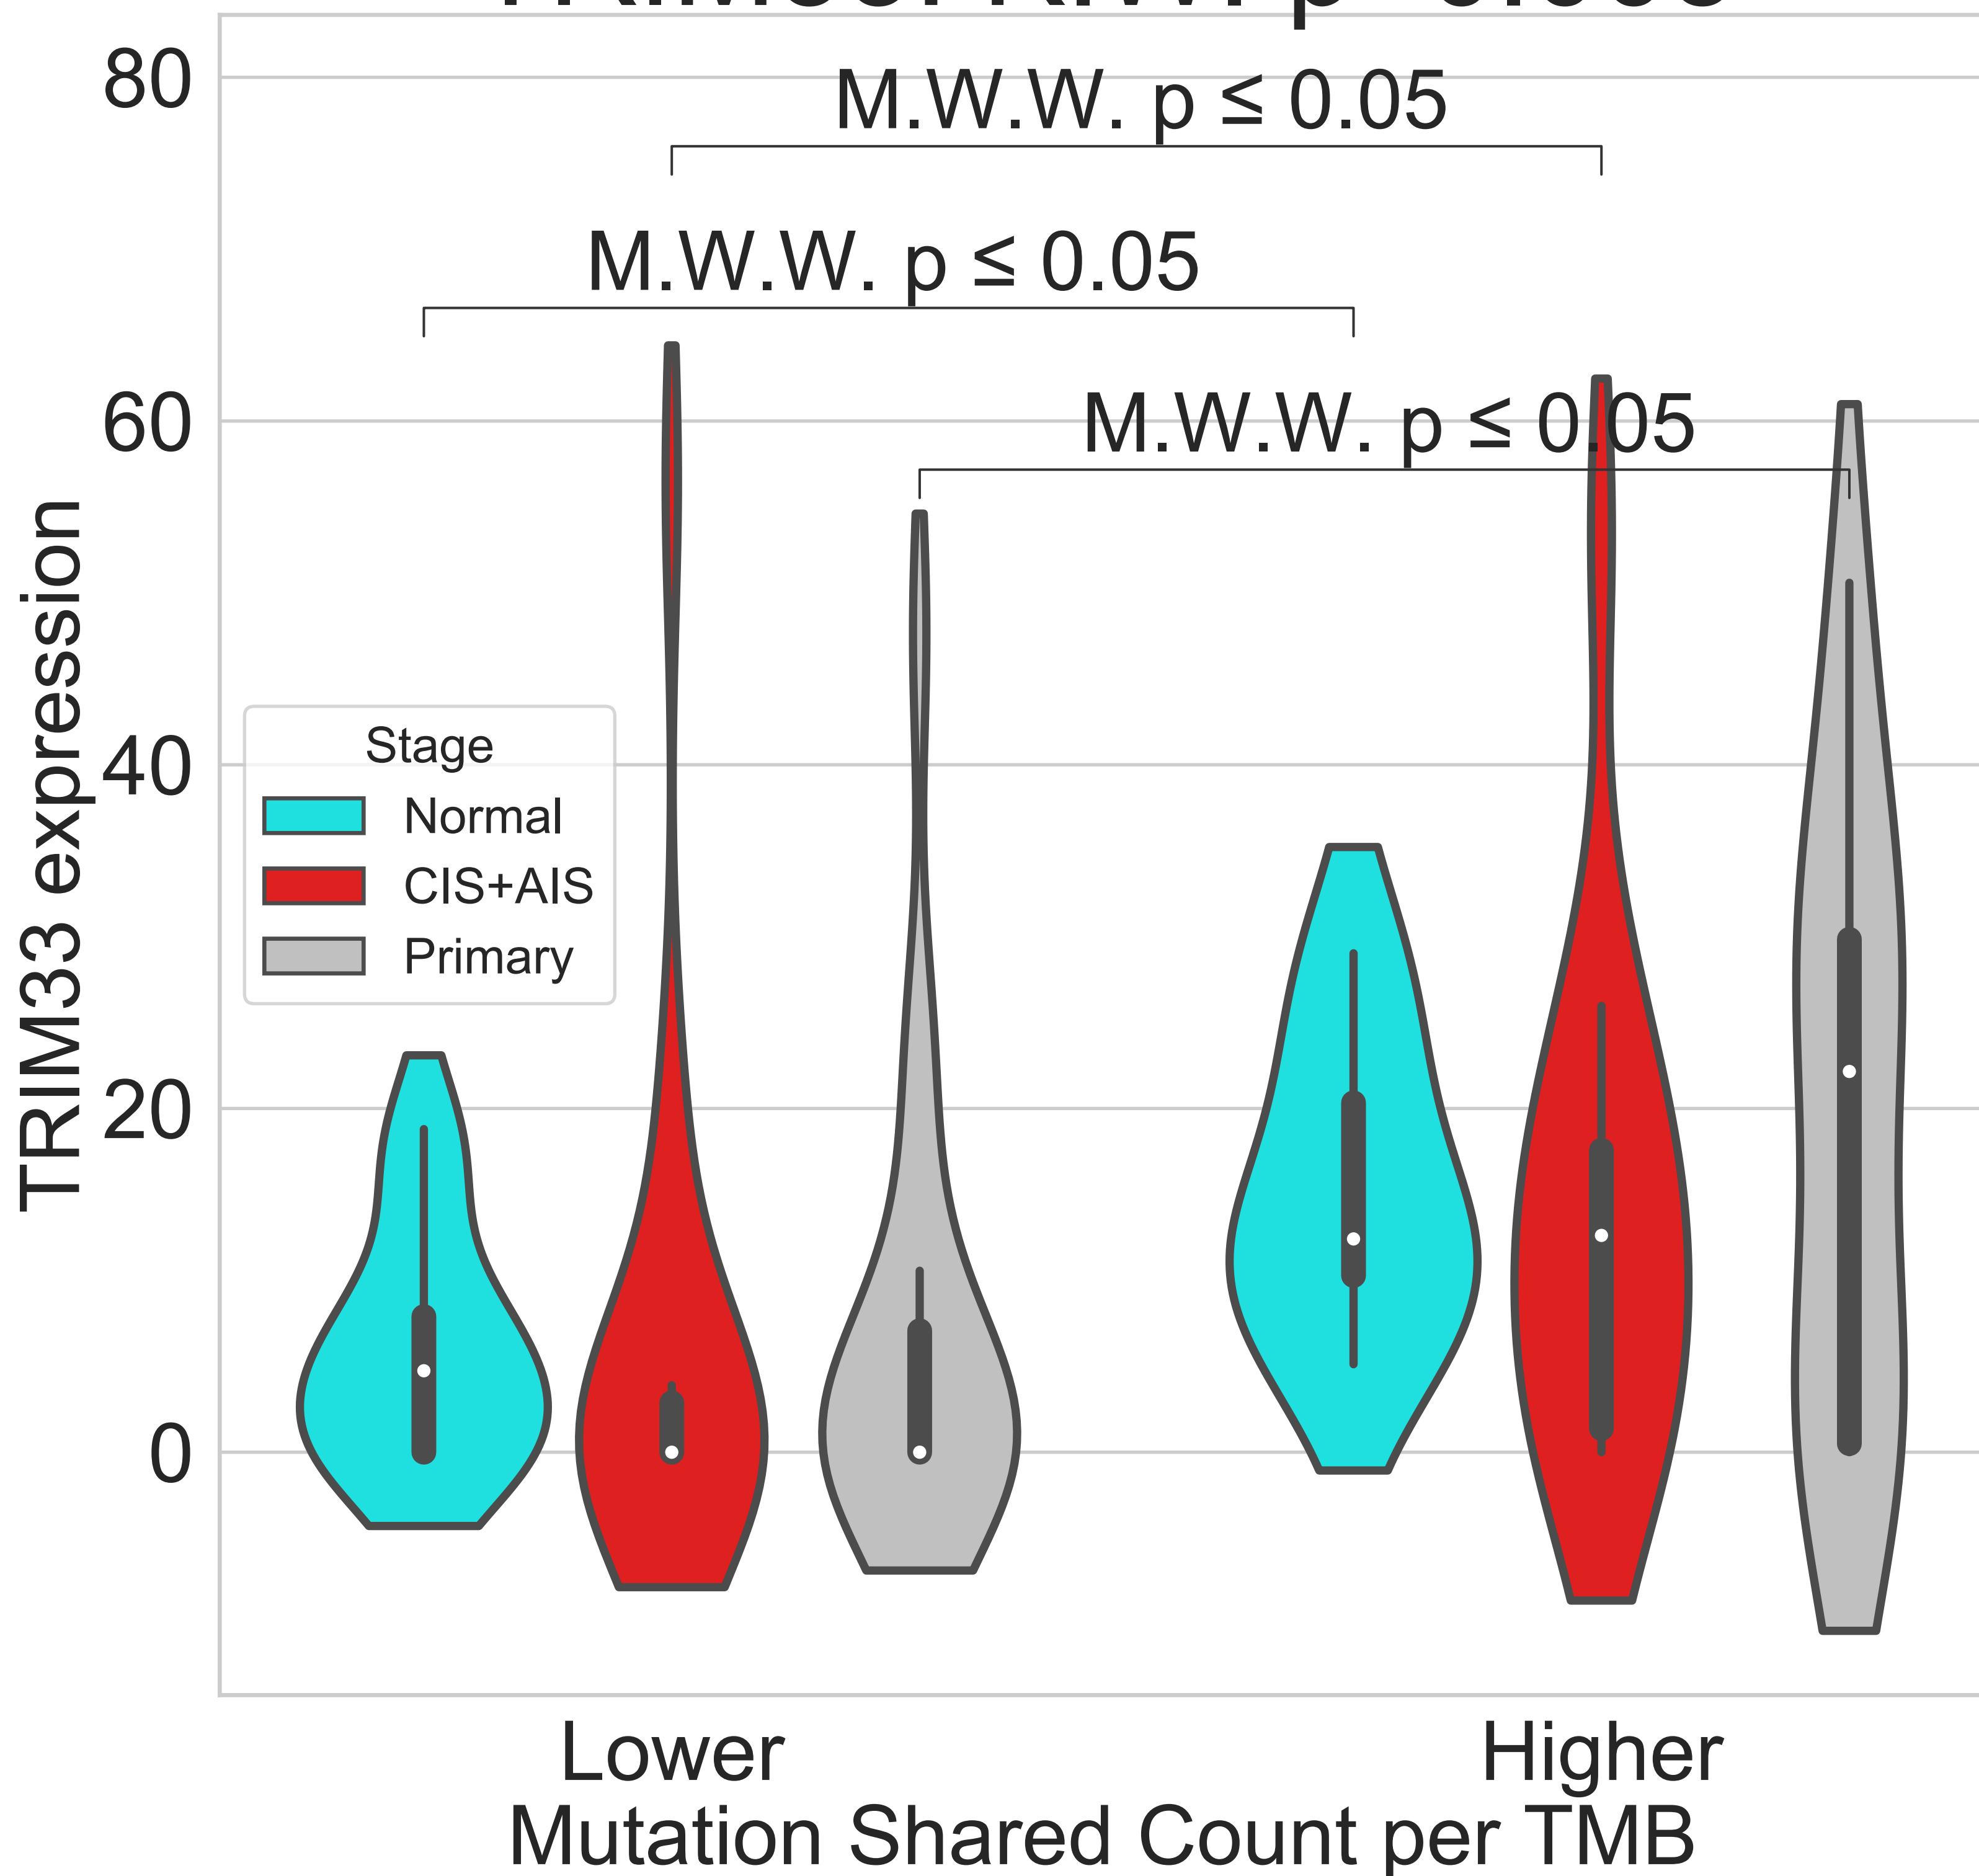 80
M.W.W. p ≤ 0.05
M.W.W. p ≤ 0.05
60
M.W.W. p ≤ 0.05
TRIM33 expression
40
Stage
Normal
CIS+AIS
Primary
20
0
Lower
Higher
Mutation Shared Count per TMB